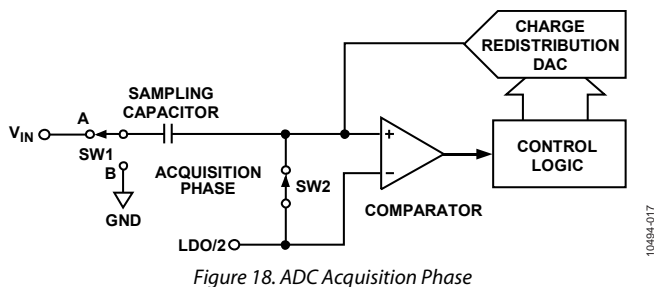 CHARGE
REDISTRIBUTION
DAC
SAMPLING
CAPACITOR
A
VIN
SW1
B
GND
ACQUISITION
PHASE
SW2
+
−
COMPARATOR
CONTROL
LOGIC
LDO/2
10494-017
Figure 18. ADC Acquisition Phase